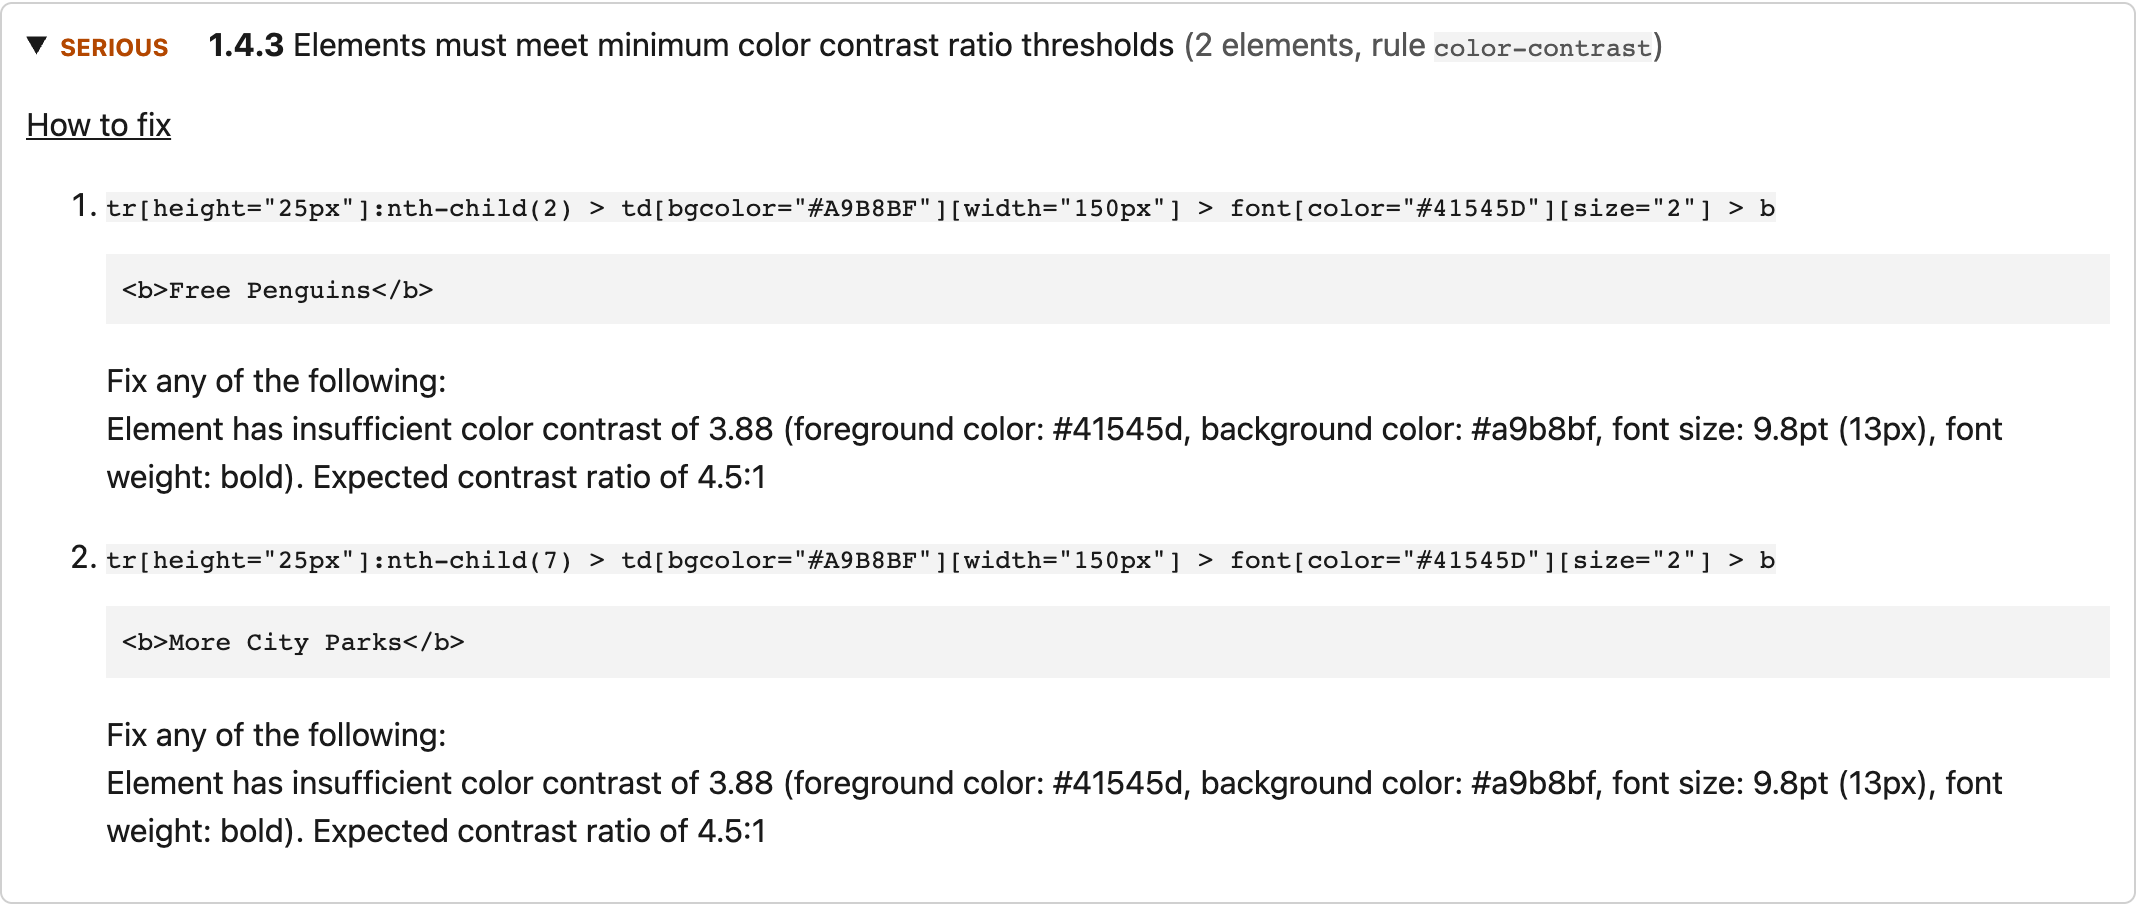 ▼ SERIOUS 1.4.3 Elements must meet minimum color contrast ratio thresholds (2 elements, rule color-contrast)
How to fix
1. tr[height="25px"]:nth-child(2) > td[bgcolor="#A9B8BF"][width="150px"] > font[color="#41545D"][size="2"] > b
<b>Free Penguins</b>
Fix any of the following:
Element has insufficient color contrast of 3.88 (foreground color: #41545d, background color: #a9b8bf, font size: 9.8pt (13px), font
weight: bold). Expected contrast ratio of 4.5:1
2. tr[height="25px"]:nth-child(7) > td[bgcolor="#A9B8BF"][width="150px"] > font[color="#41545D"][size="2"] > b
<b>More City Parks</b>
Fix any of the following:
Element has insufficient color contrast of 3.88 (foreground color: #41545d, background color: #a9b8bf, font size: 9.8pt (13px), font
weight: bold). Expected contrast ratio of 4.5:1